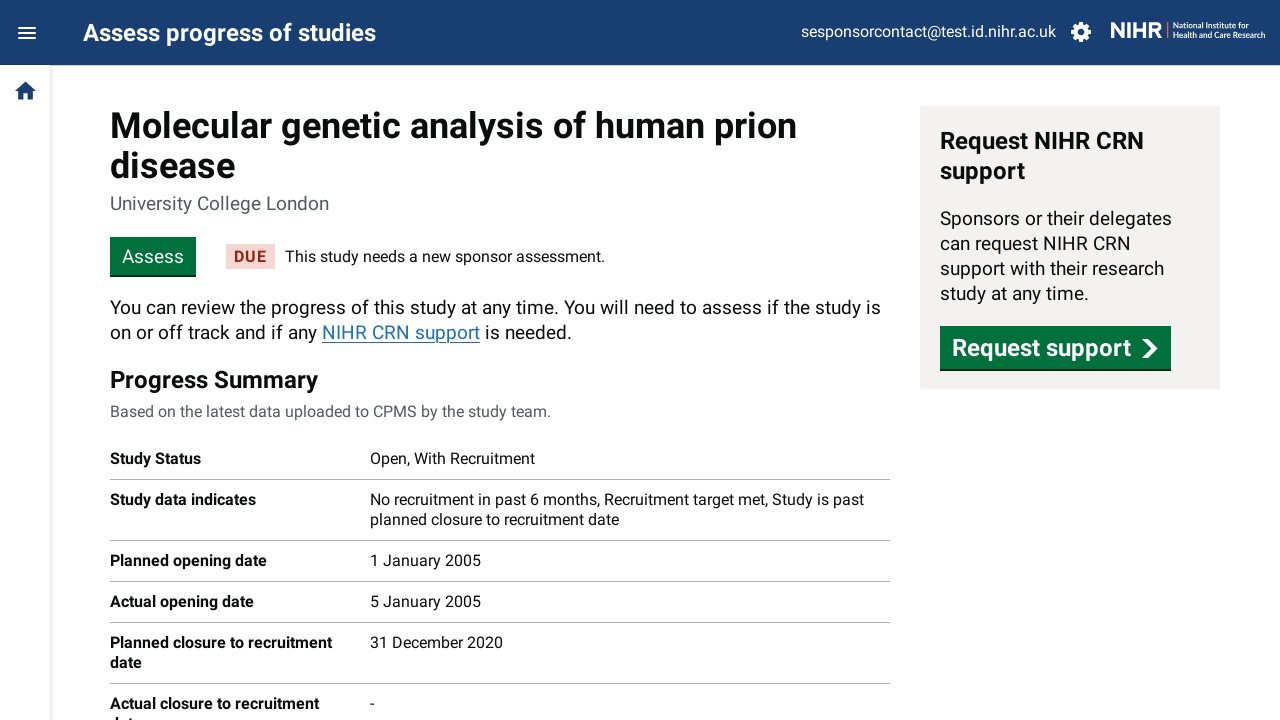 Assess progress of studies
sesponsorcontact@test.id.nihr.ac.uk
NIHR
National Institute for
Health and Care Research
Molecular genetic analysis of human prion
disease
University College London
Assess
DUE
This study needs a new sponsor assessment.
You can review the progress of this study at any time. You will need to assess if the study is
on or off track and if any NIHR CRN support is needed.
Progress Summary
Based on the latest data uploaded to CPMS by the study team.
Study Status
Open, With Recruitment
Study data indicates
No recruitment in past 6 months, Recruitment target met, Study is past
planned closure to recruitment date
Planned opening date
1 January 2005
Actual opening date
5 January 2005
Planned closure to recruitment
date
31 December 2020
Actual closure to recruitment
-
Request NIHR CRN
support
Sponsors or their delegates
can request NIHR CRN
support with their research
study at any time.
Request support